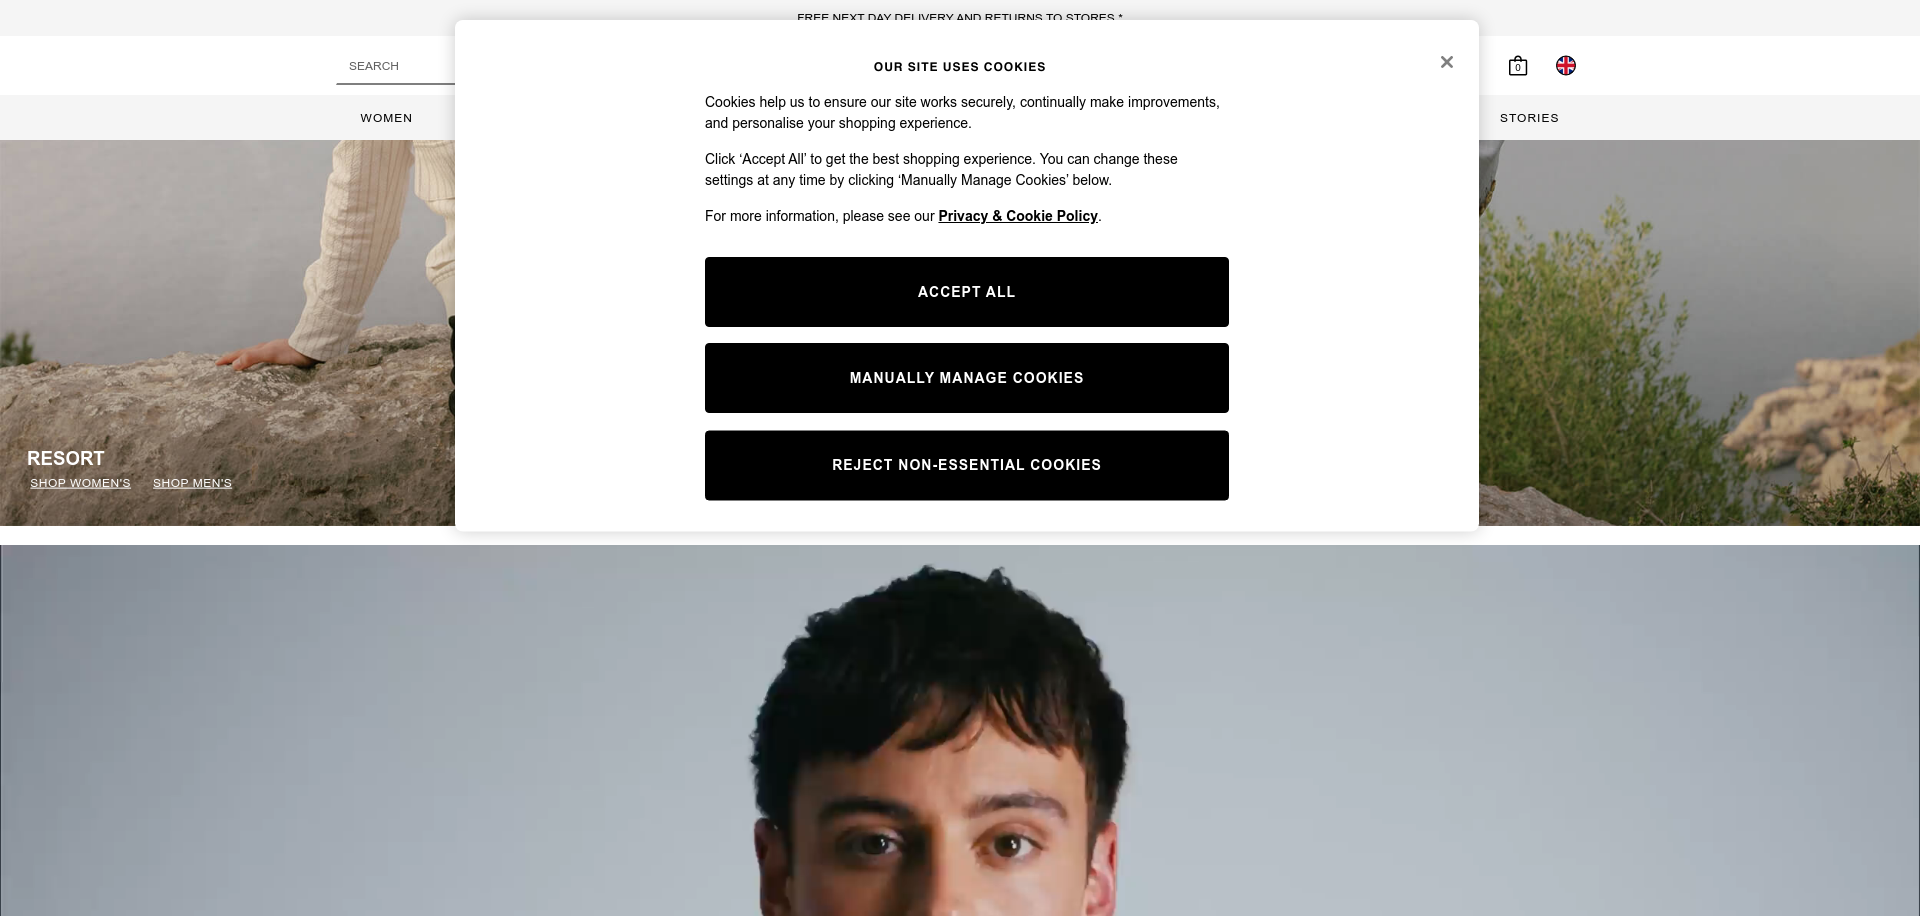 FREE NEXT DAY DELIVERY AND RETURNS TO STORES *
SEARCH
0
WOMEN
STORIES
OUR SITE USES COOKIES
Cookies help us to ensure our site works securely, continually make improvements,
and personalise your shopping experience.
Click ‘Accept All’ to get the best shopping experience. You can change these
settings at any time by clicking ‘Manually Manage Cookies’ below.
For more information, please see our Privacy & Cookie Policy.
ACCEPT ALL
MANUALLY MANAGE COOKIES
REJECT NON-ESSENTIAL COOKIES
RESORT
SHOP WOMEN'S SHOP MEN'S